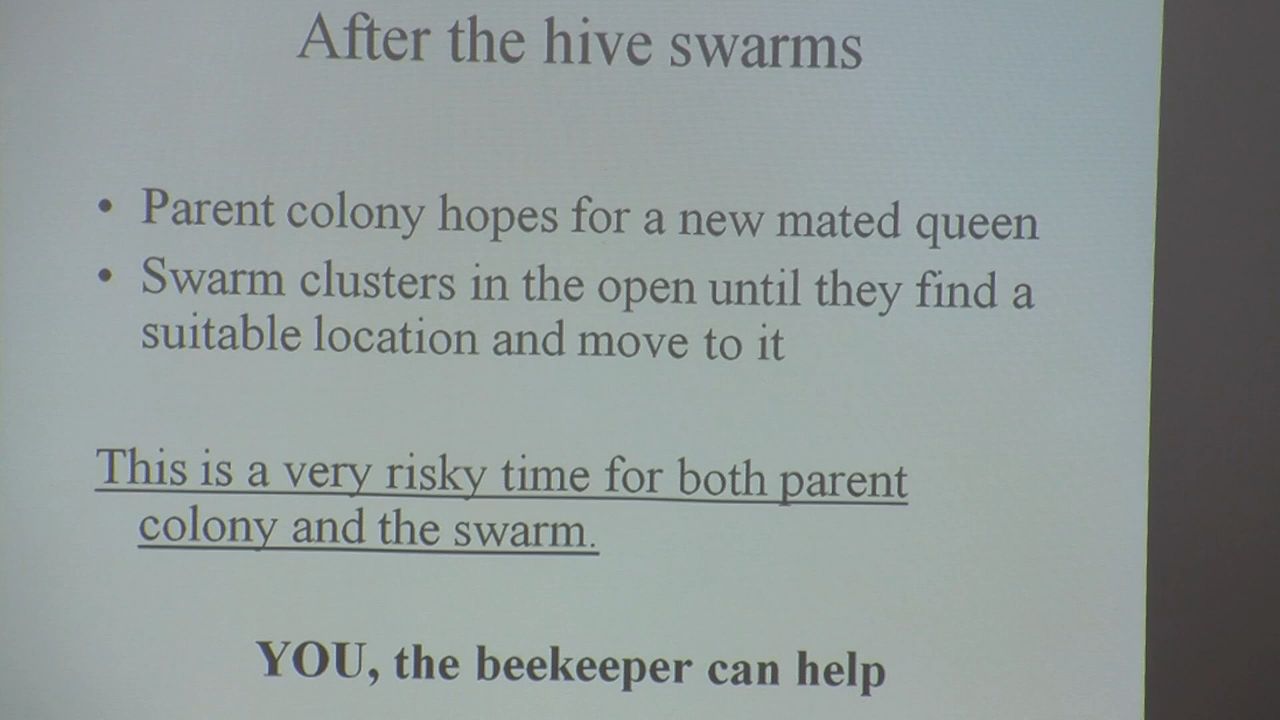 After the hive swarms
• Parent colony hopes for a new mated queen
• Swarm clusters in the open until they find a
suitable location and move to it
This is a very risky time for both parent
colony and the swarm.
YOU, the beekeeper can help